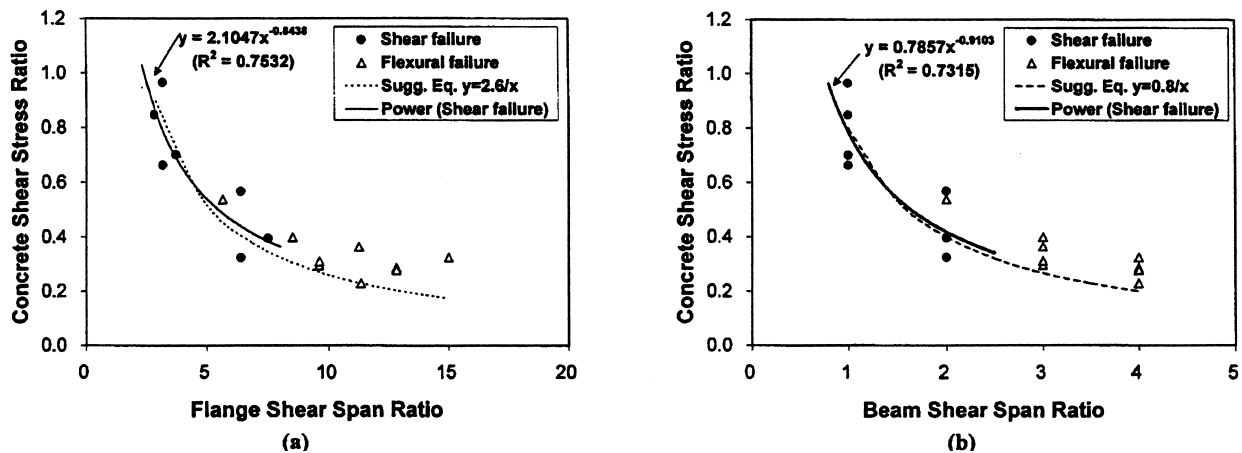 1.2
1.0
0.8
0.6
0.4
0.2
0.0
Concrete Shear Stress Ratio
y = 2.1047x^-0.8438
(R² = 0.7532)
Shear failure
Flexural failure
Sugg. Eq. y=2.6/x
Power (Shear failure)
0 5 10 15 20
Flange Shear Span Ratio
(a)
1.2
1.0
0.8
0.6
0.4
0.2
0.0
Concrete Shear Stress Ratio
y = 0.7857x^-0.9103
(R² = 0.7315)
Shear failure
Flexural failure
Sugg. Eq. y=0.8/x
Power (Shear failure)
0 1 2 3 4 5
Beam Shear Span Ratio
(b)